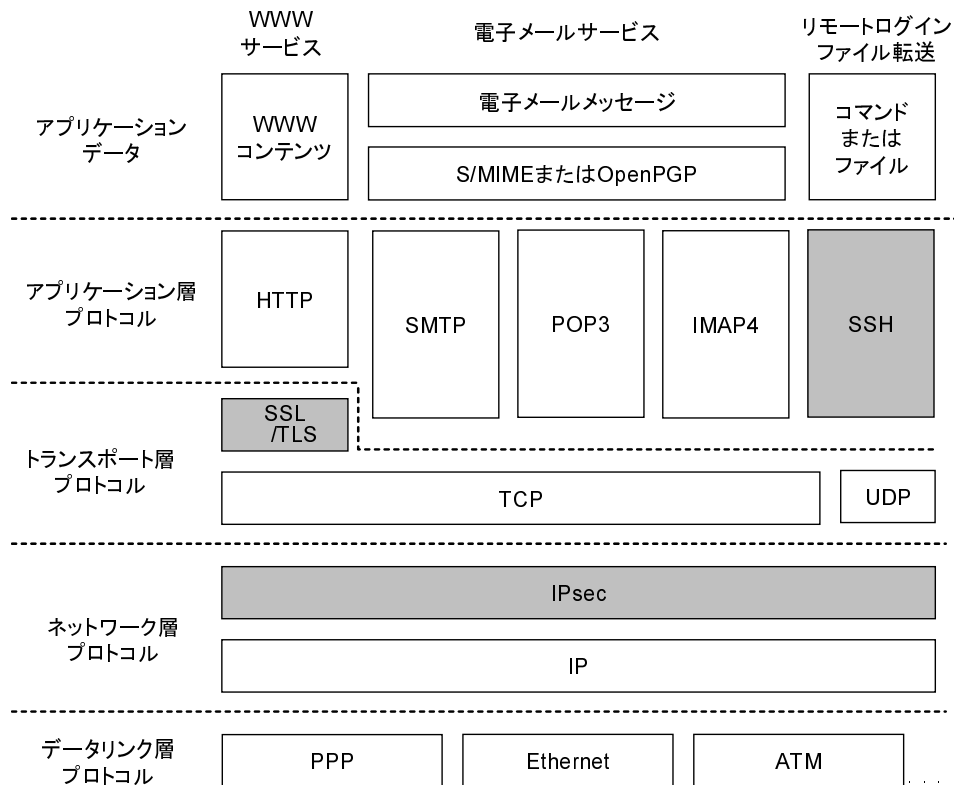 WWW
サービス
電子メールサービス
リモートログイン
ファイル転送
アプリケーション
データ
WWW
コンテンツ
電子メールメッセージ
S/MIMEまたはOpenPGP
コマンド
または
ファイル
アプリケーション層
プロトコル
HTTP
SMTP
POP3
IMAP4
SSH
SSL
/TLS
トランスポート層
プロトコル
TCP
UDP
ネットワーク層
プロトコル
IPsec
IP
データリンク層
プロトコル
PPP
Ethernet
ATM